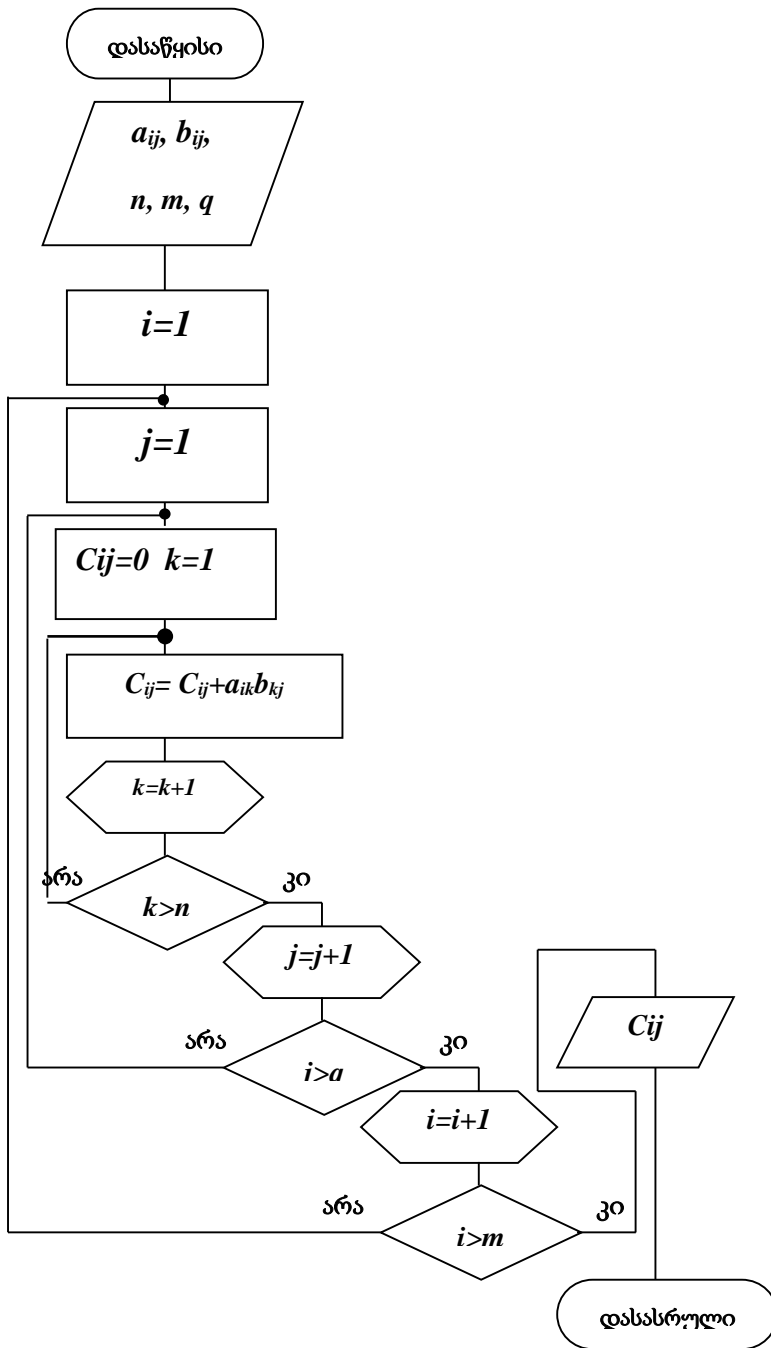 დასაწყისი
aij, bij,
n, m, q
i=1
j=1
Cij=0 k=1
Cij= Cij+aikbkj
k=k+1
არა
კი
k>n
j=j+1
არა
კი
Cij
i=i+1
არა
კი
i>m
დასასრული